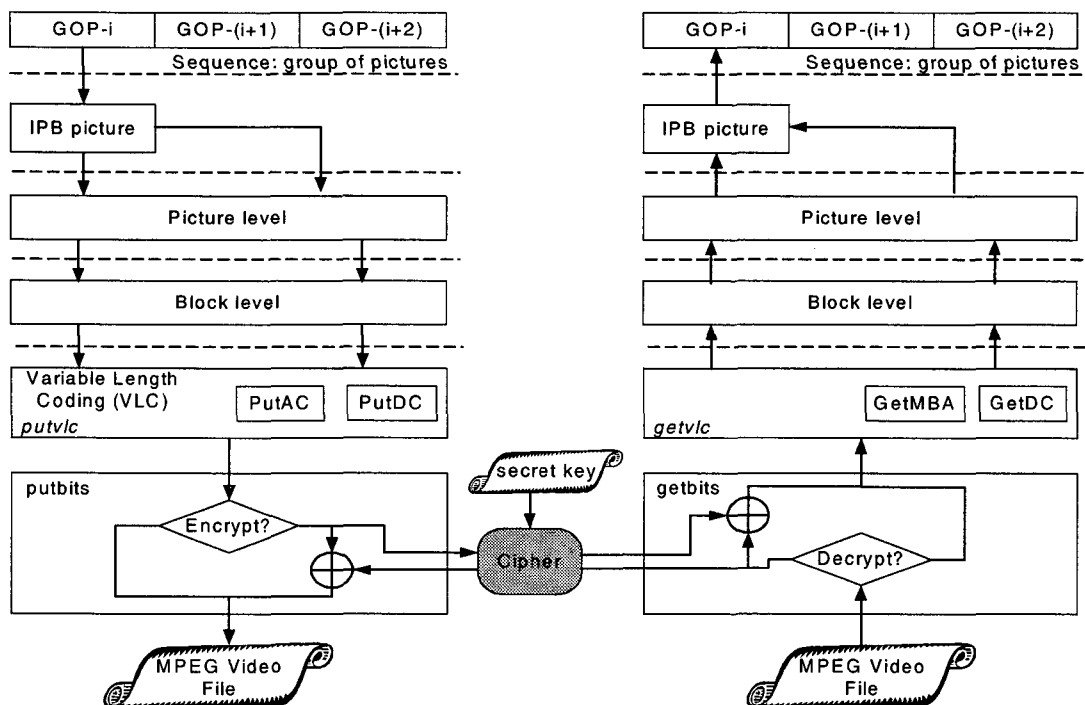 GOP-i GOP-(i+1) GOP-(i+2)
Sequence: group of pictures
IPB picture
Picture level
Block level
Variable Length
Coding (VLC)
PutAC PutDC
putvlc
putbits
Encrypt?
MPEG Video
File
secret key
Cipher
GOP-i GOP-(i+1) GOP-(i+2)
Sequence: group of pictures
IPB picture
Picture level
Block level
GetMBA GetDC
getvlc
getbits
Decrypt?
MPEG Video
File